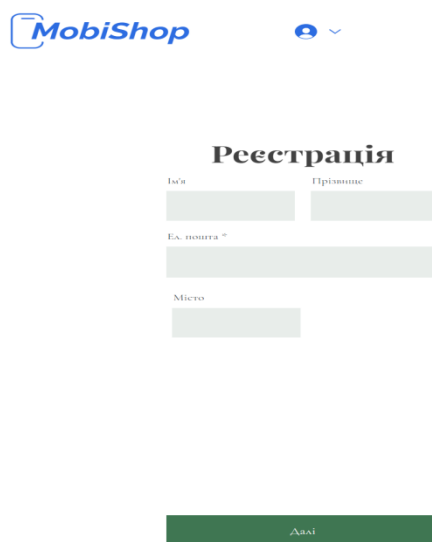 MobiShop
Реєстрація
Ім'я Прізвище
Ел. пошта *
Місто
Далі